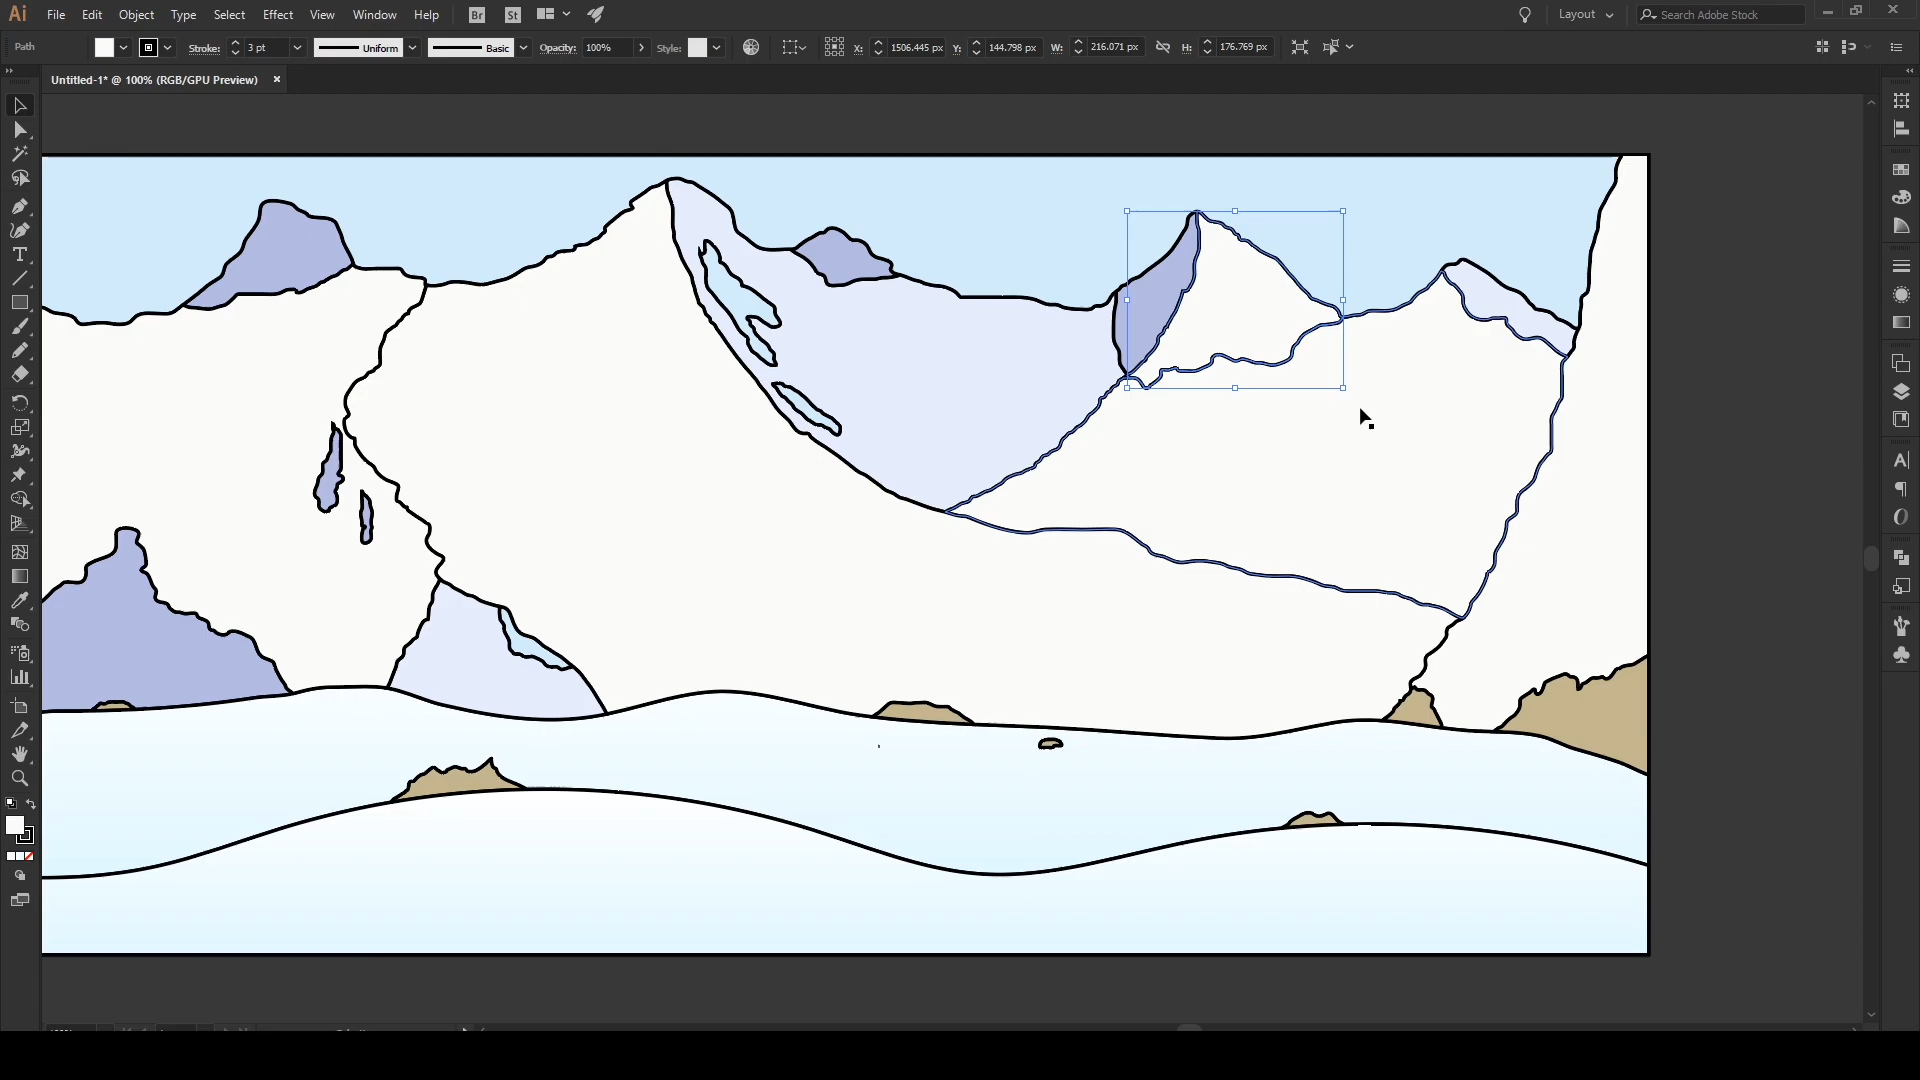 Ai File Edit Object Type Select Effect View Window Help Br St Layout Search Adobe Stock
Path Stroke: 3 pt Uniform Basic Opacity: 100% Style: X: 1506.445 px Y: 144.798 px W: 216.071 px H: 176.769 px
Untitled-1* @ 100% (RGB/GPU Preview) ×